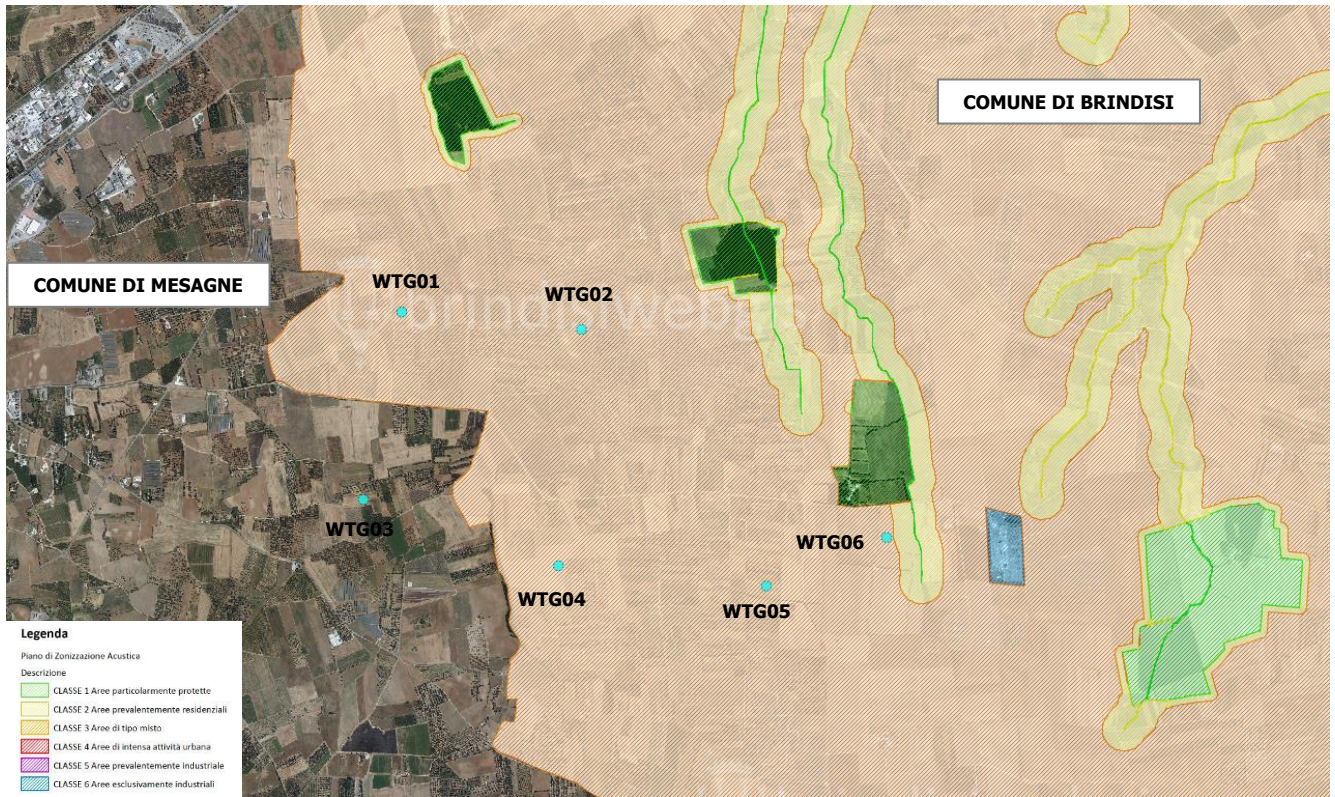 COMUNE DI BRINDISI
COMUNE DI MESAGNE
WTG01
WTG02
brindisiwebgis
WTG03
WTG06
WTG04
WTG05
Legenda
Piano di Zonizzazione Acustica
Descrizione
CLASSE 1 Aree particolarmente protette
CLASSE 2 Aree prevalentemente residenziali
CLASSE 3 Aree di tipo misto
CLASSE 4 Aree di intensa attività urbana
CLASSE 5 Aree prevalentemente industriale
CLASSE 6 Aree esclusivamente industriali